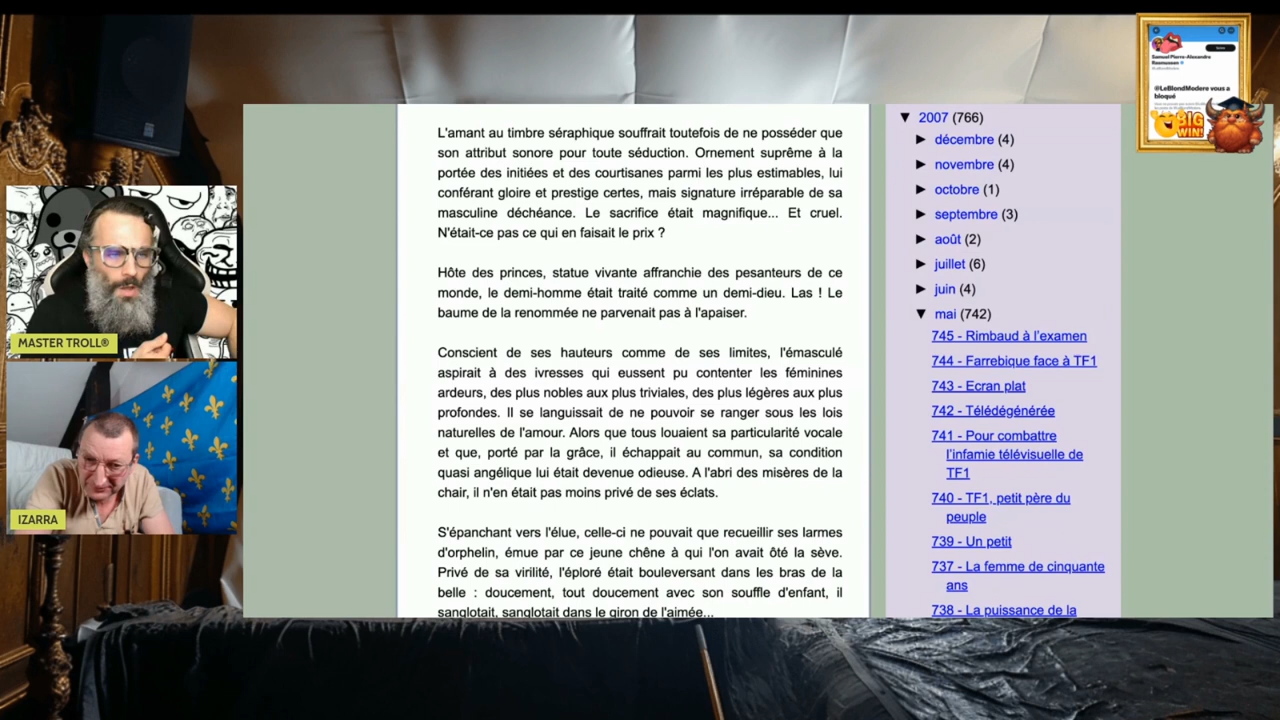 L'amant au timbre séraphique souffrait toutefois de ne posséder que
son attribut sonore pour toute séduction. Ornement suprême à la
portée des initiées et des courtisanes parmi les plus estimables, lui
conférant gloire et prestige certes, mais signature irréparable de sa
masculine déchéance. Le sacrifice était magnifique... Et cruel.
N'était-ce pas ce qui en faisait le prix ?
Hôte des princes, statue vivante affranchie des pesanteurs de ce
monde, le demi-homme était traité comme un demi-dieu. Las ! Le
baume de la renommée ne parvenait pas à l'apaiser.
Conscient de ses hauteurs comme de ses limites, l'émasculé
aspirait à des ivresses qui eussent pu contenter les féminines
ardeurs, des plus nobles aux plus triviales, des plus légères aux plus
profondes. Il se languissait de ne pouvoir se ranger sous les lois
naturelles de l'amour. Alors que tous louaient sa particularité vocale
et que, porté par la grâce, il échappait au commun, sa condition
quasi angélique lui était devenue odieuse. A l'abri des misères de la
chair, il n'en était pas moins privé de ses éclats.
S'épanchant vers l'élue, celle-ci ne pouvait que recueillir ses larmes
d'orphelin, émue par ce jeune chêne à qui l'on avait ôté la sève.
Privé de sa virilité, l'éploré était bouleversant dans les bras de la
belle : doucement, tout doucement avec son souffle d'enfant, il
sanglotait, sanglotait dans le giron de l'aimée...
▼ 2007 (766)
► décembre (4)
► novembre (4)
► octobre (1)
► septembre (3)
► août (2)
► juillet (6)
► juin (4)
▼ mai (742)
745 - Rimbaud à l'examen
744 - Farrebique face à TF1
743 - Ecran plat
742 - Télédégénérée
741 - Pour combattre
l'infamie télévisuelle de
TF1
740 - TF1, petit père du
peuple
739 - Un petit
737 - La femme de cinquante
ans
738 - La puissance de la
MASTER TROLL®
IZARRA
Samuel Pierre-Alexandre
Rasmussen
@LeBlondModere vous a
bloqué
BIG
WIN!